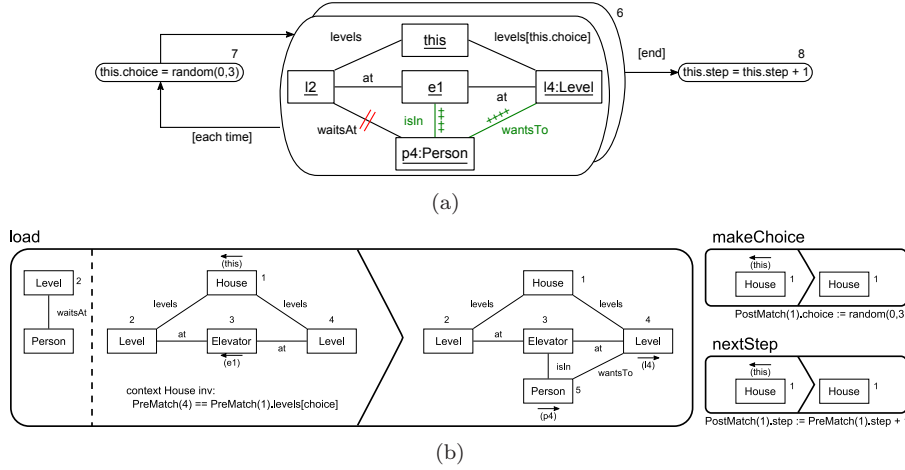 6
7
this
levels
levels[this.choice]
[end]
8
this.choice = random(0,3)
this.step = this.step + 1
l2
at
e1
at
l4:Level
isIn
++++
++++
waitsAt
wantsTo
[each time]
p4:Person
(a)
load
Level
2
waitsAt
Person
(this)
House
1
levels
levels
2
3
4
Level
at
Elevator
at
Level
(e1)
context House inv:
PreMatch(4) == PreMatch(1).levels[choice]
House
1
levels
levels
2
3
4
Level
at
Elevator
at
Level
isIn
wantsTo
(l4)
Person
5
(p4)
makeChoice
(this)
House
1
House
1
PostMatch(1).choice := random(0,3
nextStep
(this)
House
1
House
1
PostMatch(1).step := PreMatch(1).step +
(b)